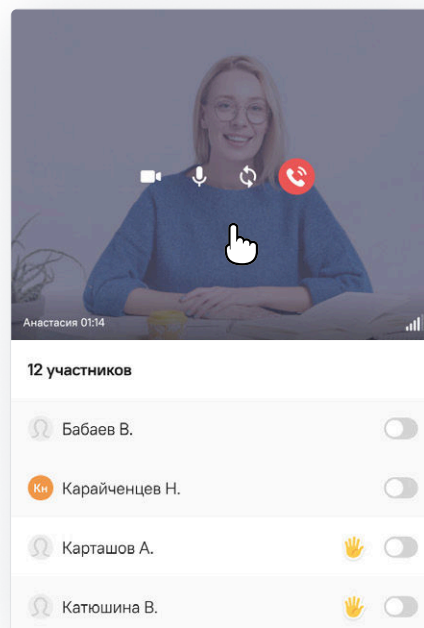 Анастасия 01:14
12 участников
Бабаев В.
Кн Карайченцев Н.
Карташов А.
Катюшина В.